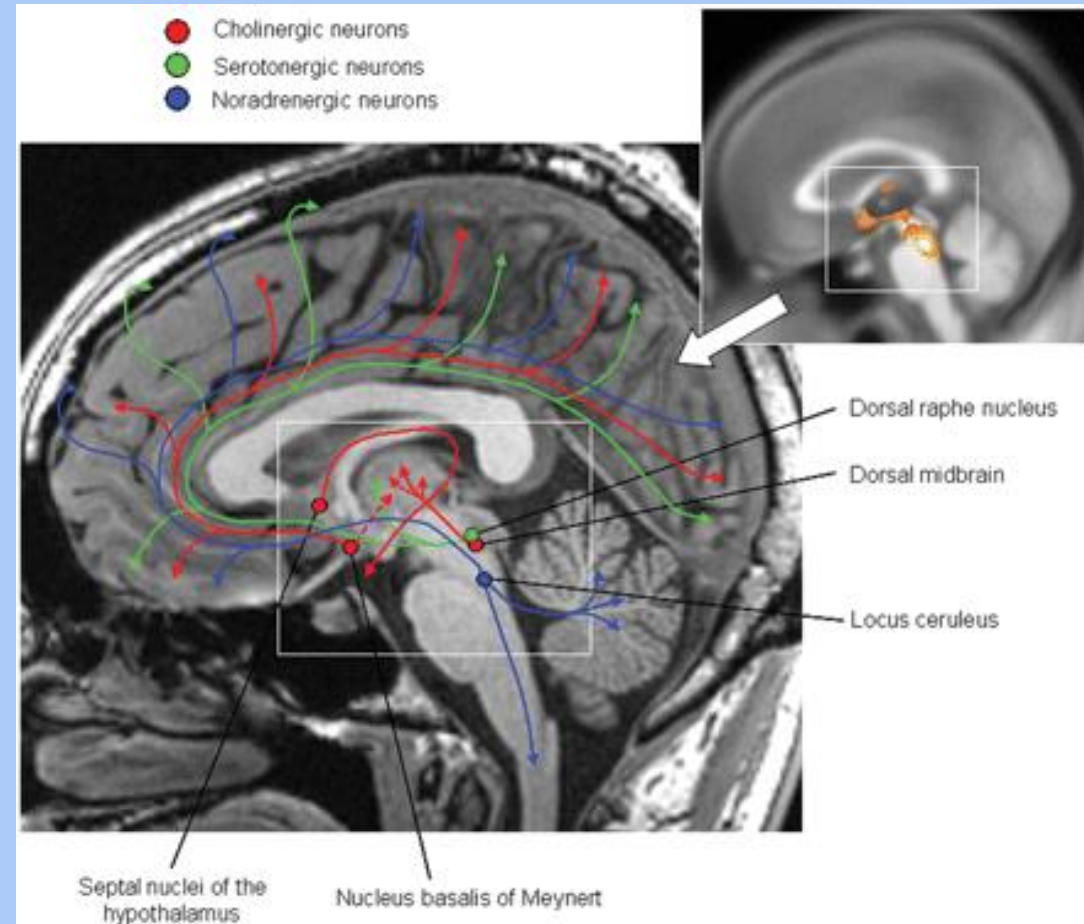 Cholinergic neurons
Serotonergic neurons
Noradrenergic neurons
Dorsal raphe nucleus
Dorsal midbrain
Locus ceruleus
Septal nuclei of the
hypothalamus
Nucleus basalis of Meynert